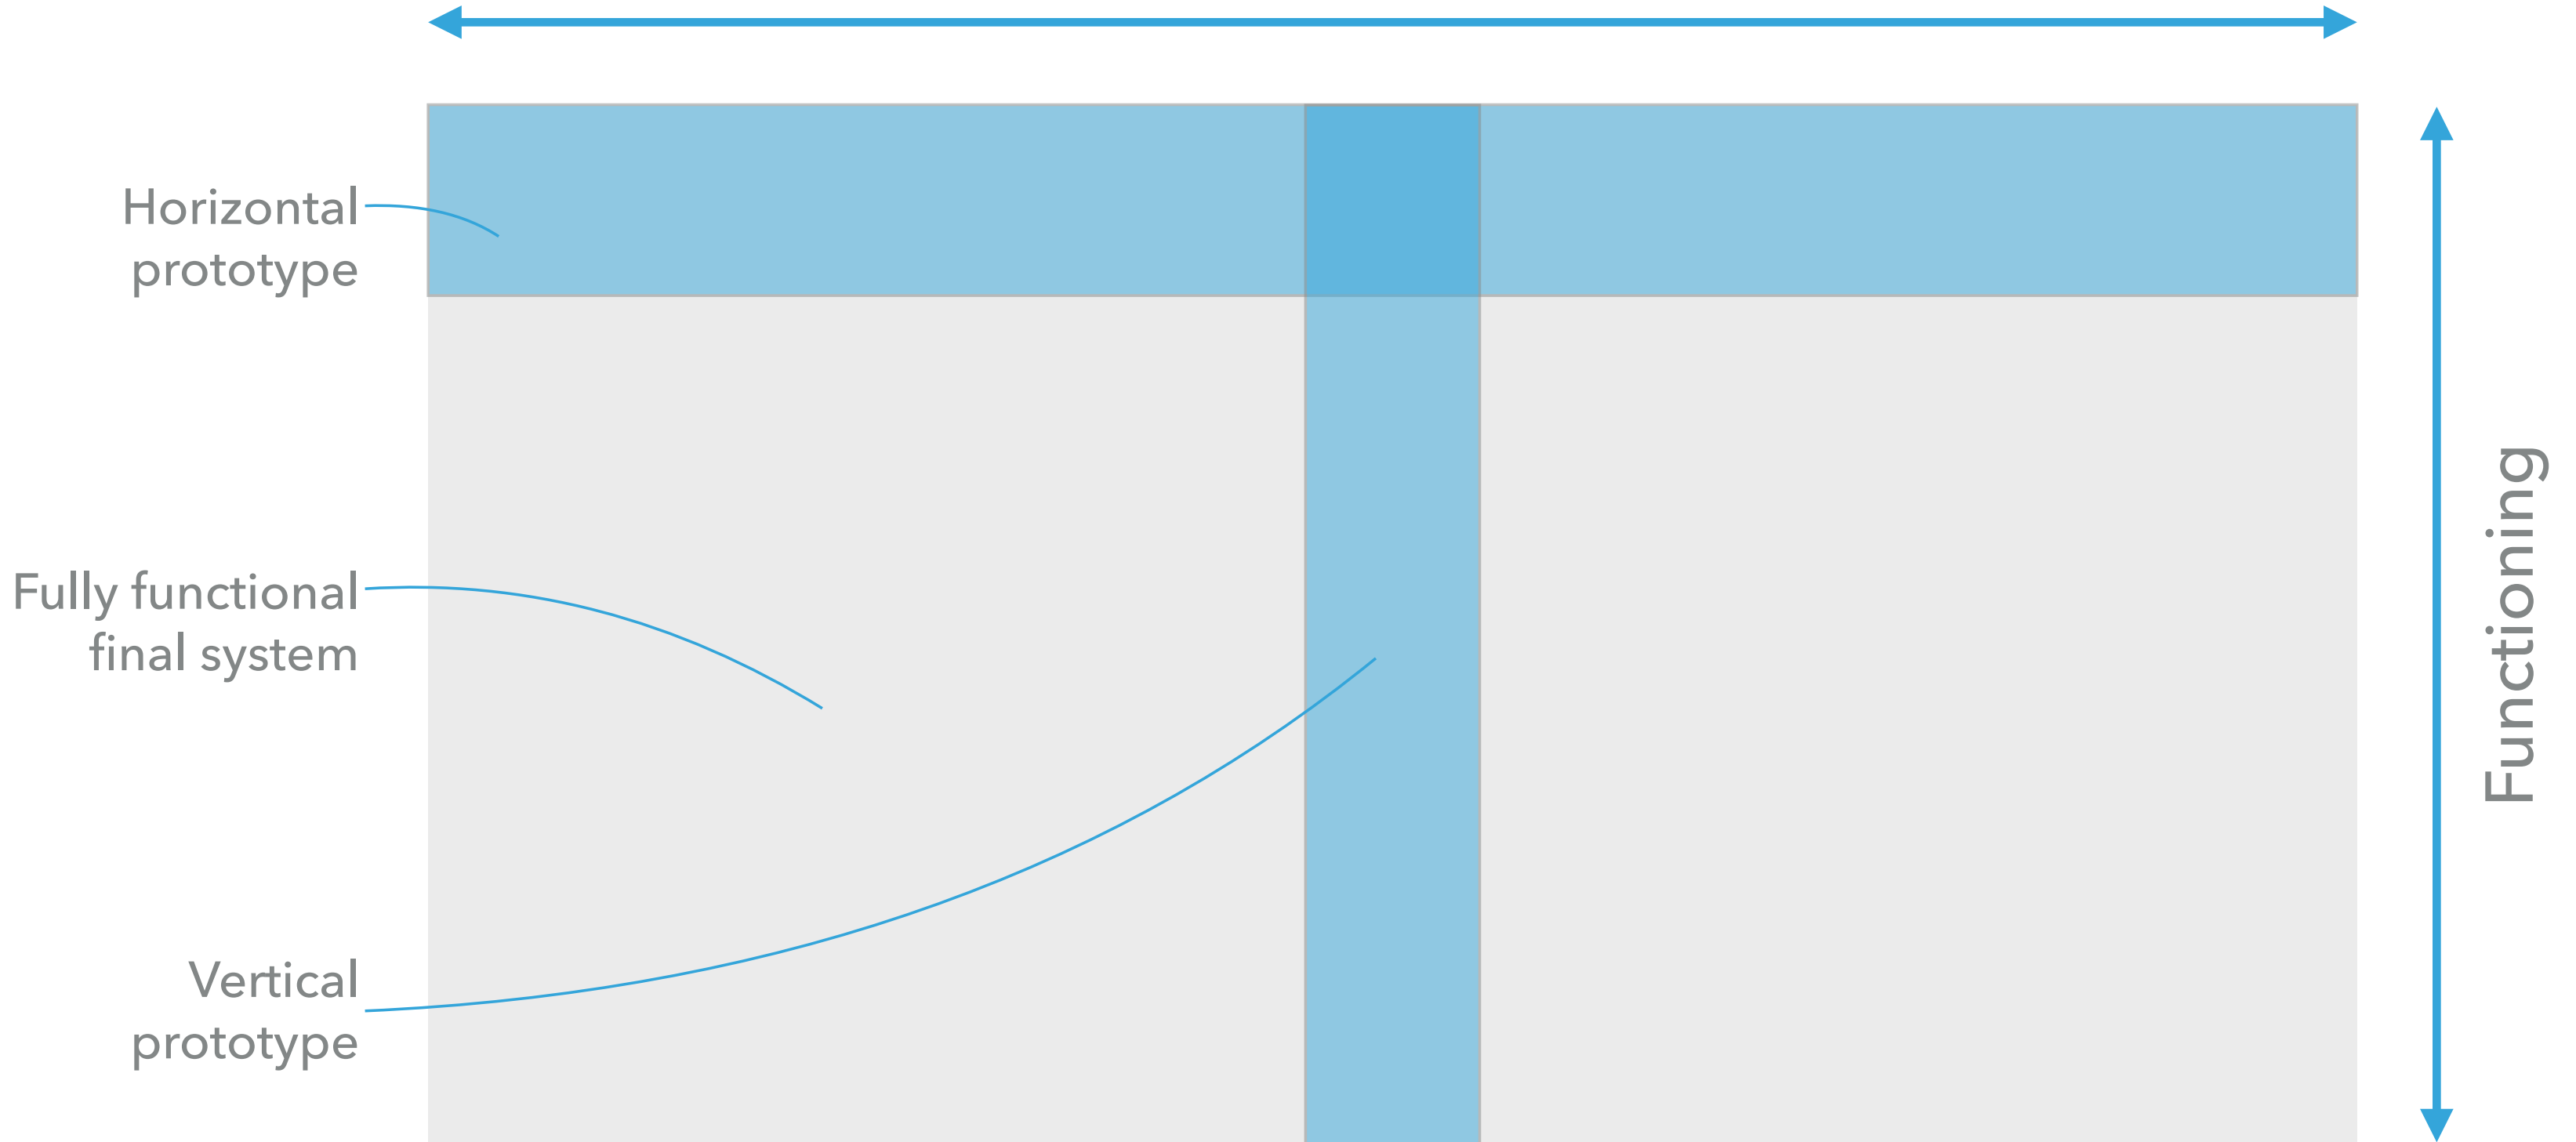 Horizontal
prototype
Fully functional
final system
Vertical
prototype
Functioning